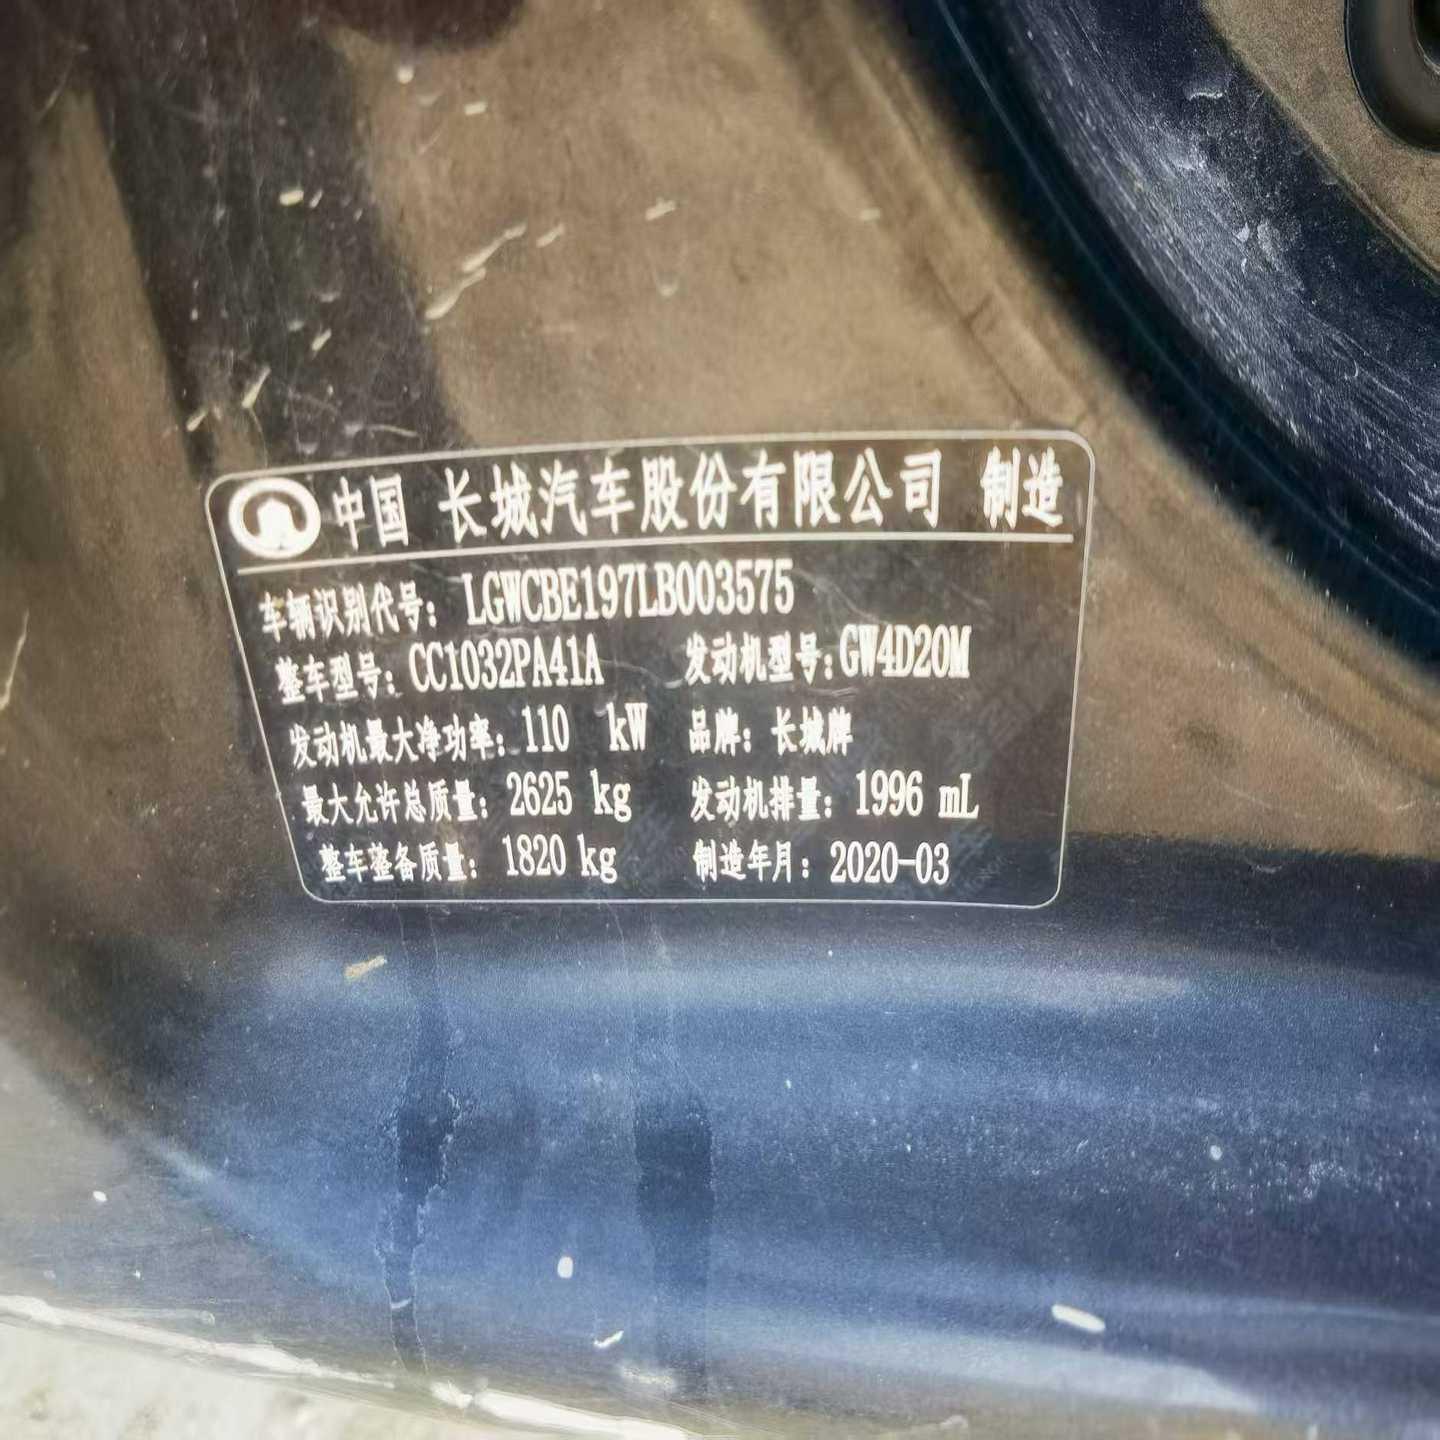 中国 长城汽车股份有限公司 制造
车辆识别代号: LGWCBE197LB003575
整车型号: CC1032PA41A 发动机型号: GW4D20M
发动机最大净功率: 110 kW 品牌: 长城牌
最大允许总质量: 2625 kg 发动机排量: 1996 mL
整车整备质量: 1820 kg 制造年月: 2020-03